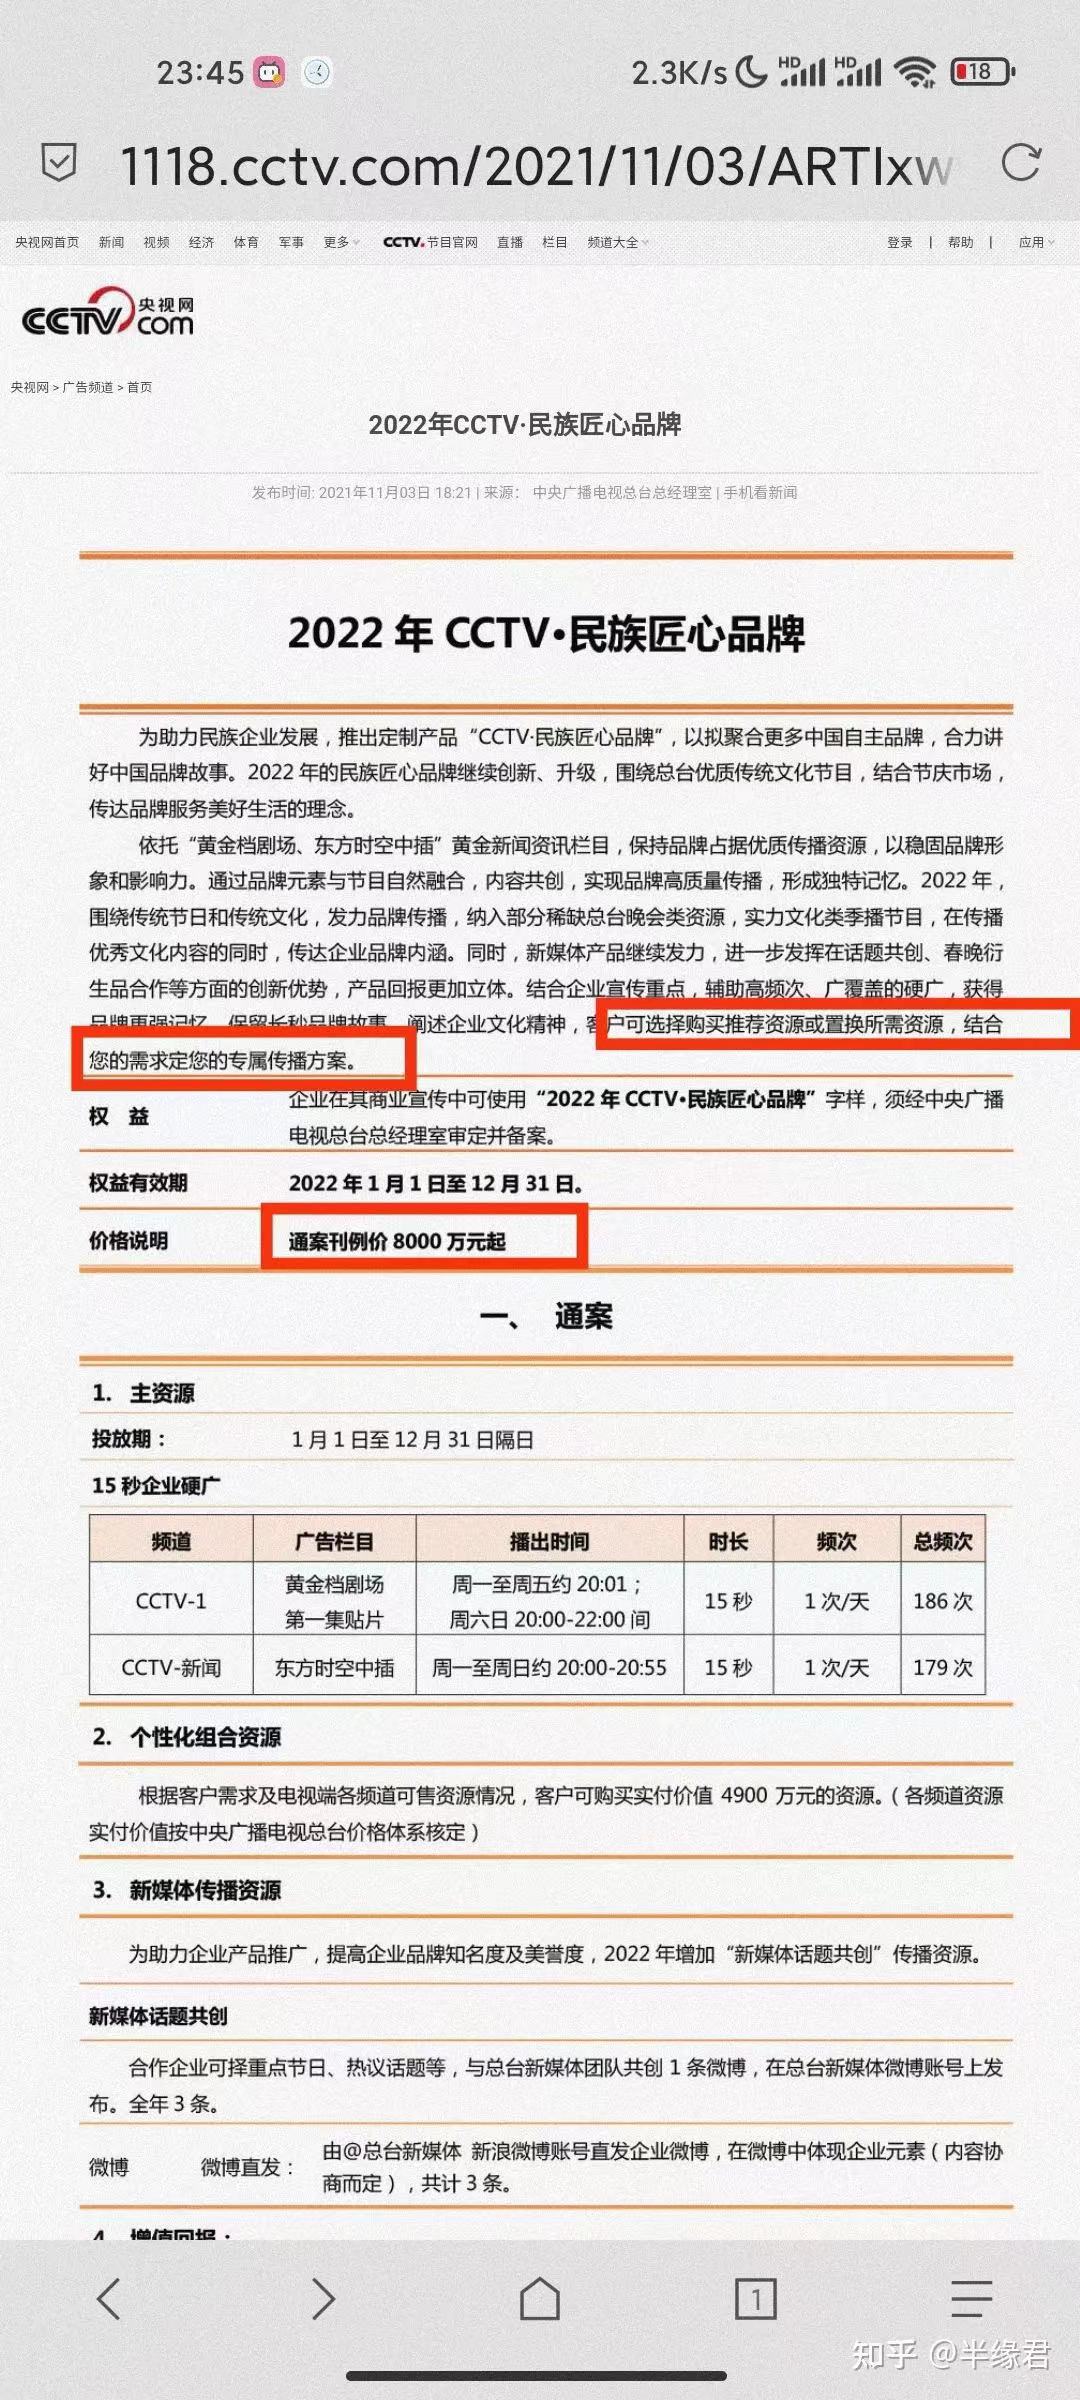 23:45 2.3K/s HD HD 18
1118.cctv.com/2021/11/03/ARTIxw
央视网首页 新闻 视频 经济 体育 军事 更多 CCTV.节目官网 直播 栏目 频道大全 登录 | 帮助 | 应用
CCTV 央视网
com
央视网 > 广告频道 > 首页
2022年CCTV·民族匠心品牌
发布时间: 2021年11月03日 18:21 | 来源： 中央广播电视总台总经理室 | 手机看新闻
2022 年 CCTV·民族匠心品牌
为助力民族企业发展，推出定制产品“CCTV·民族匠心品牌”，以拟聚合更多中国自主品牌，合力讲
好中国品牌故事。2022 年的民族匠心品牌继续创新、升级，围绕总台优质传统文化节目，结合节庆市场，
传达品牌服务美好生活的理念。
依托“黄金档剧场、东方时空中插”黄金新闻资讯栏目，保持品牌占据优质传播资源，以稳固品牌形
象和影响力。通过品牌元素与节目自然融合，内容共创，实现品牌高质量传播，形成独特记忆。2022 年，
围绕传统节日和传统文化，发力品牌传播，纳入部分稀缺总台晚会类资源，实力文化类季播节目，在传播
优秀文化内容的同时，传达企业品牌内涵。同时，新媒体产品继续发力，进一步发挥在话题共创、春晚衍
生品合作等方面的创新优势，产品回报更加立体。结合企业宣传重点，辅助高频次、广覆盖的硬广，获得
品牌更强记忆。保留长秒品牌故事，阐述企业文化精神，客户可选择购买推荐资源或置换所需资源，结合
您的需求定您的专属传播方案。
权 益 企业在其商业宣传中可使用“2022 年 CCTV·民族匠心品牌”字样，须经中央广播
电视总台总经理室审定并备案。
权益有效期 2022 年 1 月 1 日至 12 月 31 日。
价格说明 通案刊例价 8000 万元起
一、 通案
1. 主资源
投放期： 1 月 1 日至 12 月 31 日隔日
15 秒企业硬广
频道 广告栏目 播出时间 时长 频次 总频次
CCTV-1 黄金档剧场 第一集贴片 周一至周五约 20:01； 周六日 20:00-22:00 间 15 秒 1 次/天 186 次
CCTV-新闻 东方时空中插 周一至周日约 20:00-20:55 15 秒 1 次/天 179 次
2. 个性化组合资源
根据客户需求及电视端各频道可售资源情况，客户可购买实付价值 4900 万元的资源。（各频道资源
实付价值按中央广播电视总台价格体系核定）
3. 新媒体传播资源
为助力企业产品推广，提高企业品牌知名度及美誉度，2022 年增加“新媒体话题共创”传播资源。
新媒体话题共创
合作企业可择重点节日、热议话题等，与总台新媒体团队共创 1 条微博，在总台新媒体微博账号上发
布。全年 3 条。
微博 微博直发： 由@总台新媒体 新浪微博账号直发企业微博，在微博中体现企业元素（内容协
商而定），共计 3 条。
4. 增值回报：
1
知乎 @半缘君